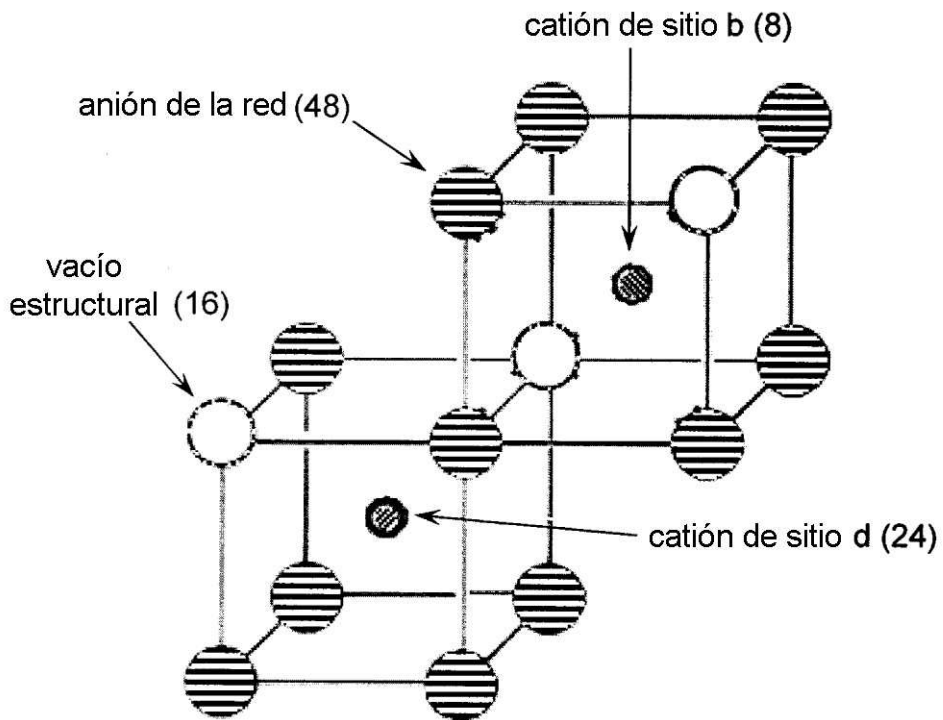 catión de sitio b (8)
anión de la red (48)
vacío
estructural (16)
catión de sitio d (24)